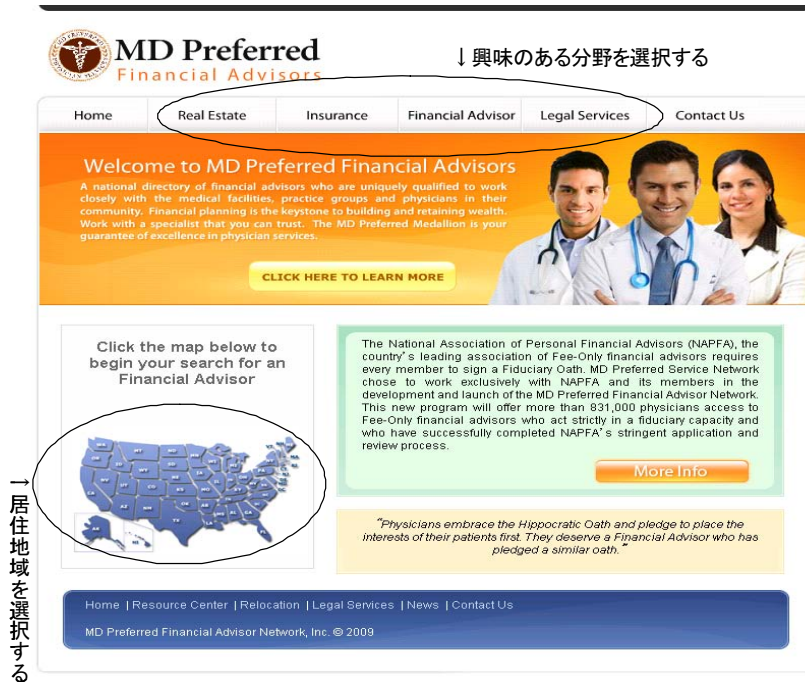 MD Preferred
Financial Advisors
↓興味のある分野を選択する
Home Real Estate Insurance Financial Advisor Legal Services Contact Us
Welcome to MD Preferred Financial Advisors
A national directory of financial advisors who are uniquely qualified to work
closely with the medical facilities, practice groups and physicians in their
community. Financial planning is the keystone to building and retaining wealth.
Work with a specialist that you can trust. The MD Preferred Medallion is your
guarantee of excellence in physician services.
CLICK HERE TO LEARN MORE
Click the map below to
begin your search for an
Financial Advisor
↓居住地域を選択する
The National Association of Personal Financial Advisors (NAPFA), the
country's leading association of Fee-Only financial advisors requires
every member to sign a Fiduciary Oath. MD Preferred Service Network
chose to work exclusively with NAPFA and its members in the
development and launch of the MD Preferred Financial Advisor Network.
This new program will offer more than 831,000 physicians access to
Fee-Only financial advisors who act strictly in a fiduciary capacity and
who have successfully completed NAPFA's stringent application and
review process.
More Info
"Physicians embrace the Hippocratic Oath and pledge to place the
interests of their patients first. They deserve a Financial Advisor who has
pledged a similar oath."
Home | Resource Center | Relocation | Legal Services | News | Contact Us
MD Preferred Financial Advisor Network, Inc. © 2009